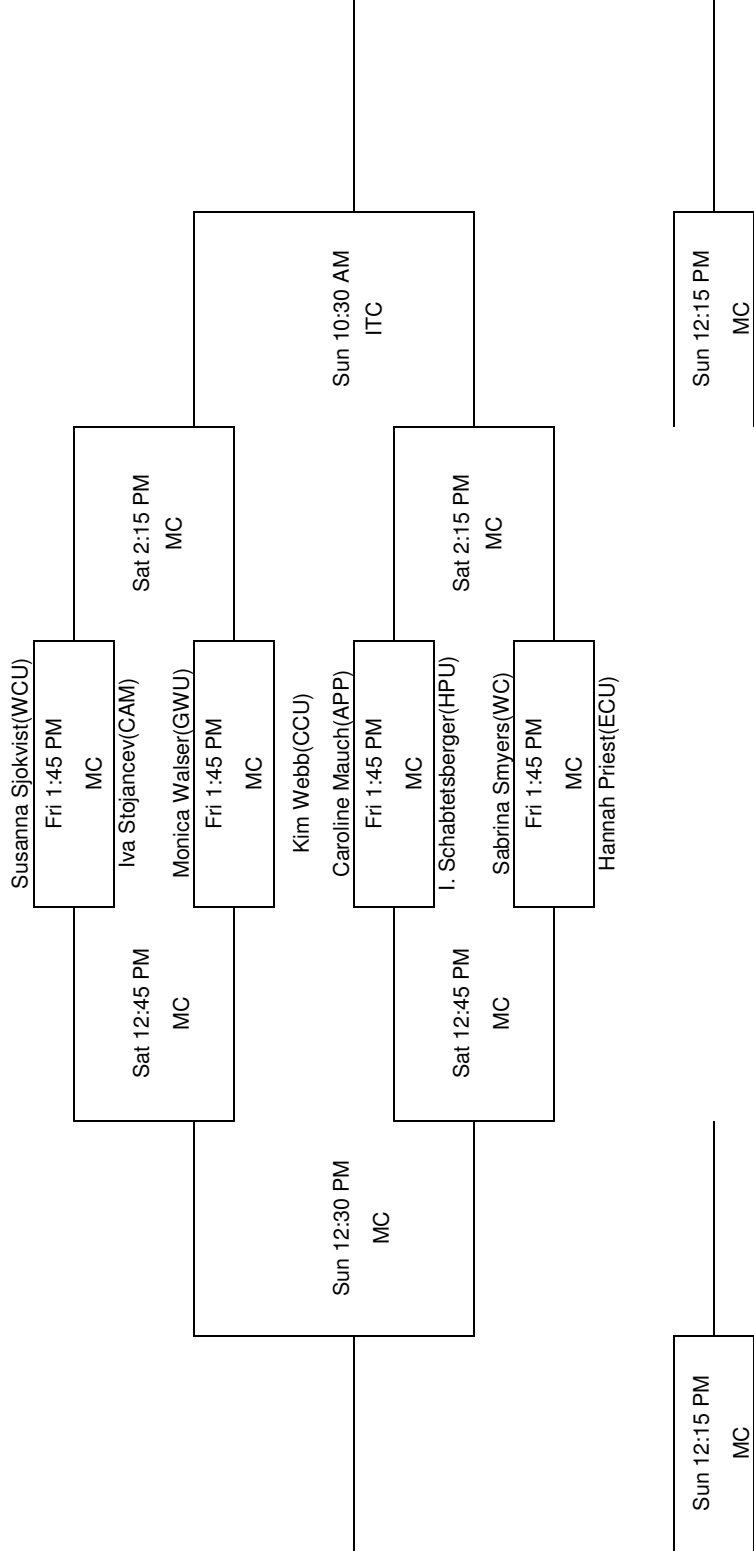 Susanna Sjokvist(WCU)
Fri 1:45 PM
MC
Iva Stojancev(CAM)
Sat 12:45 PM
MC
Sat 2:15 PM
MC
Monica Walser(GWU)
Fri 1:45 PM
MC
Kim Webb(CCU)
Sun 12:30 PM
MC
Sun 10:30 AM
ITC
Caroline Mauch(APP)
Fri 1:45 PM
MC
I. Schabtetsberger(HPU)
Sat 12:45 PM
MC
Sat 2:15 PM
MC
Sabrina Smyers(WC)
Fri 1:45 PM
MC
Hannah Priest(ECU)
Sun 12:15 PM
MC
Sun 12:15 PM
MC